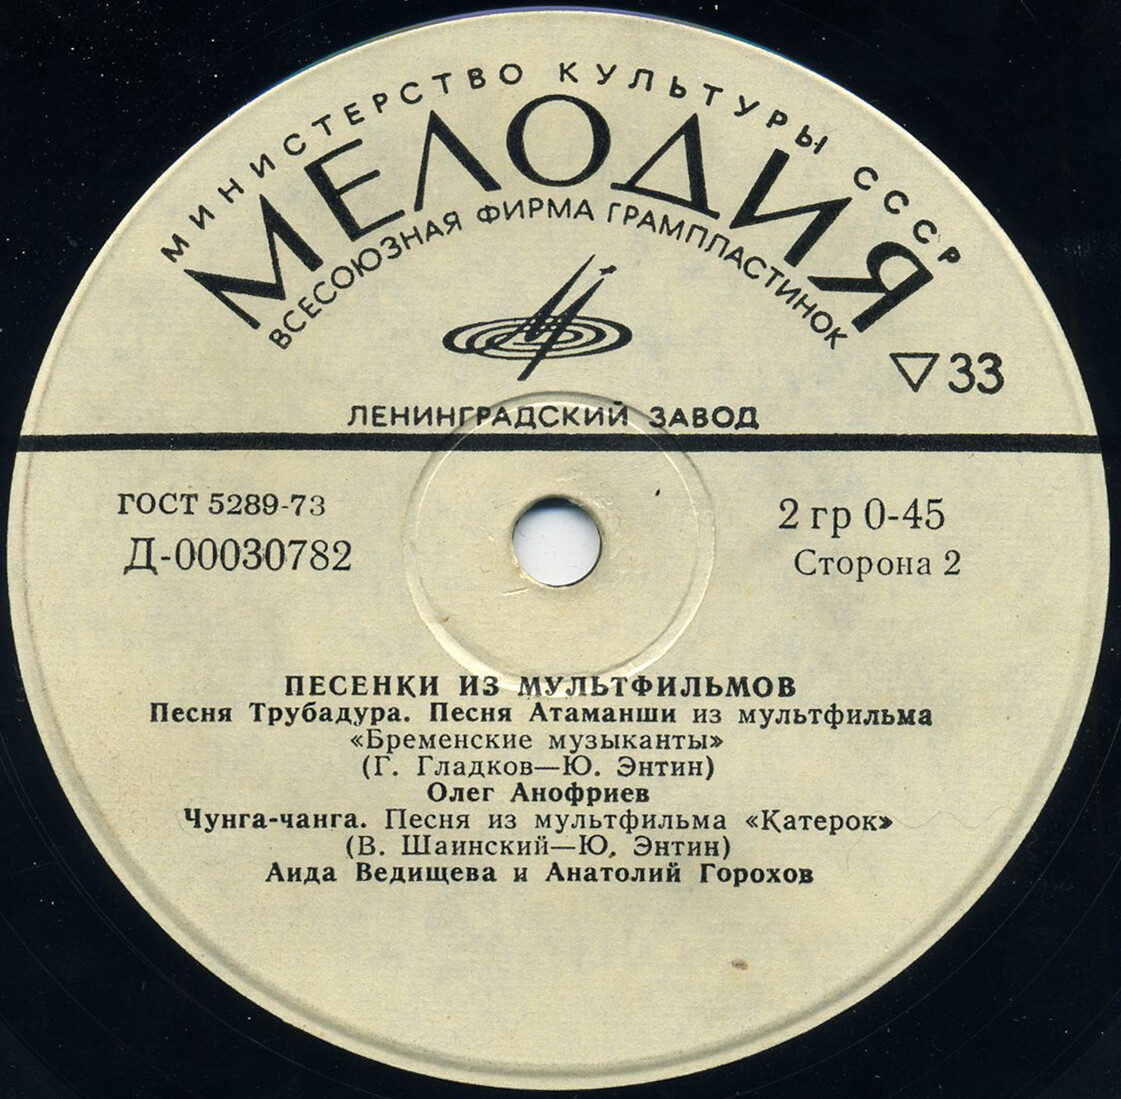 МИНИСТЕРСТВО КУЛЬТУРЫ СССР
МЕЛОДИЯ
ВСЕСОЮЗНАЯ ФИРМА ГРАМПЛАСТИНОК
33
ЛЕНИНГРАДСКИЙ ЗАВОД
ГОСТ 5289-73
Д-00030782
2 гр 0-45
Сторона 2
ПЕСЕНКИ ИЗ МУЛЬТФИЛЬМОВ
Песня Трубадура. Песня Атаманши из мультфильма
«Бременские музыканты»
(Г. Гладков—Ю. Энтин)
Олег Анофриев
Чунга-чанга. Песня из мультфильма «Катерок»
(В. Шаинский—Ю. Энтин)
Аида Ведищева и Анатолий Горохов